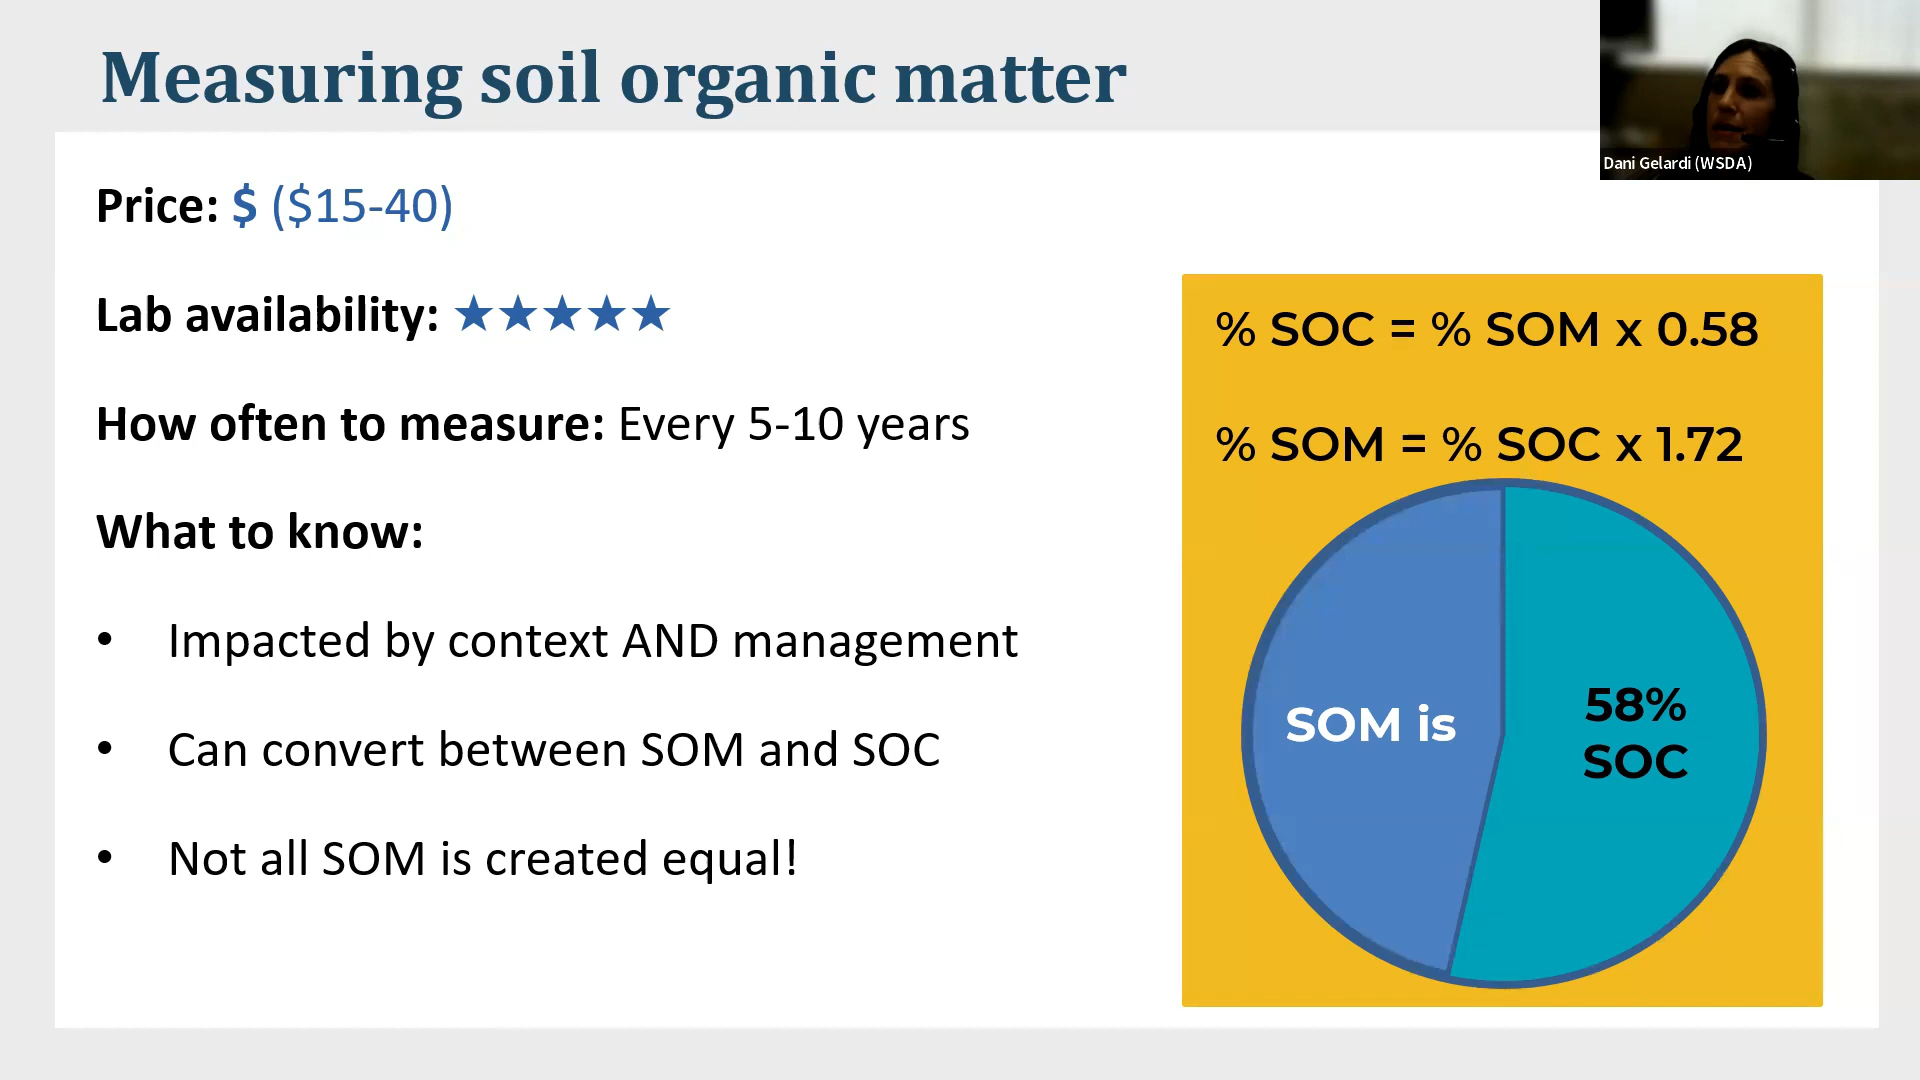 Measuring soil organic matter
Dani Gelardi (WSDA)
Price: $ ($15-40)
Lab availability: ★★★★★
How often to measure: Every 5-10 years
What to know:
• Impacted by context AND management
• Can convert between SOM and SOC
• Not all SOM is created equal!
% SOC = % SOM x 0.58
% SOM = % SOC x 1.72
SOM is
58%
SOC